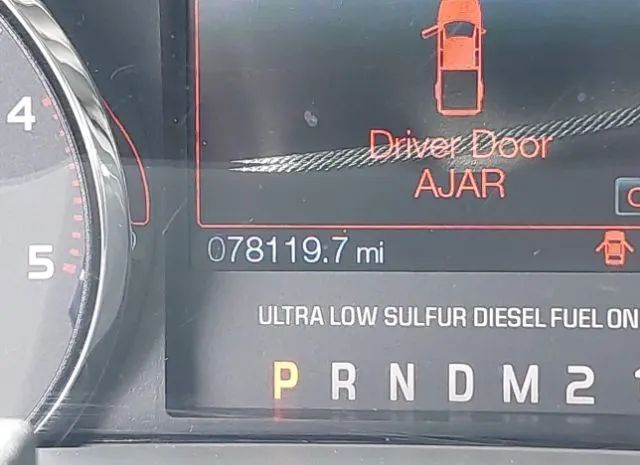 4
5
Driver Door
AJAR
078119.7 mi
ULTRA LOW SULFUR DIESEL FUEL ON
P R N D M 2